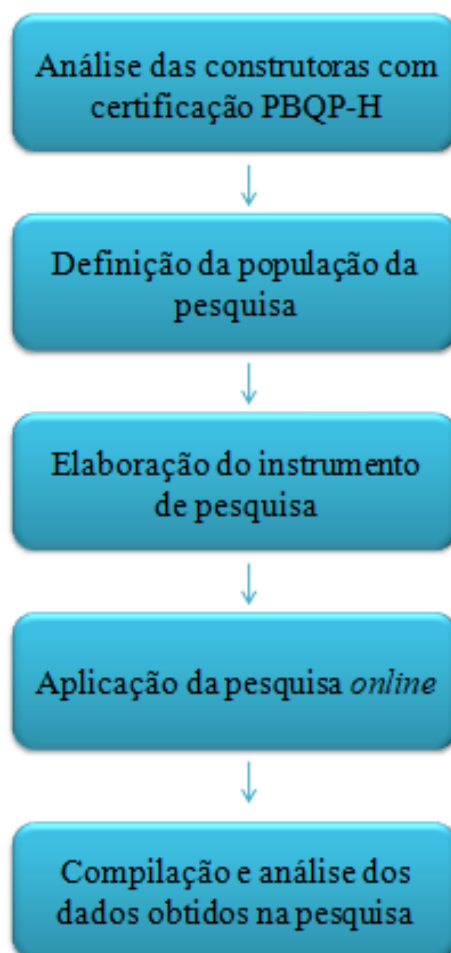 Análise das construtoras com
certificação PBQP-H
Definição da população da
pesquisa
Elaboração do instrumento
de pesquisa
Aplicação da pesquisa online
Compilação e análise dos
dados obtidos na pesquisa